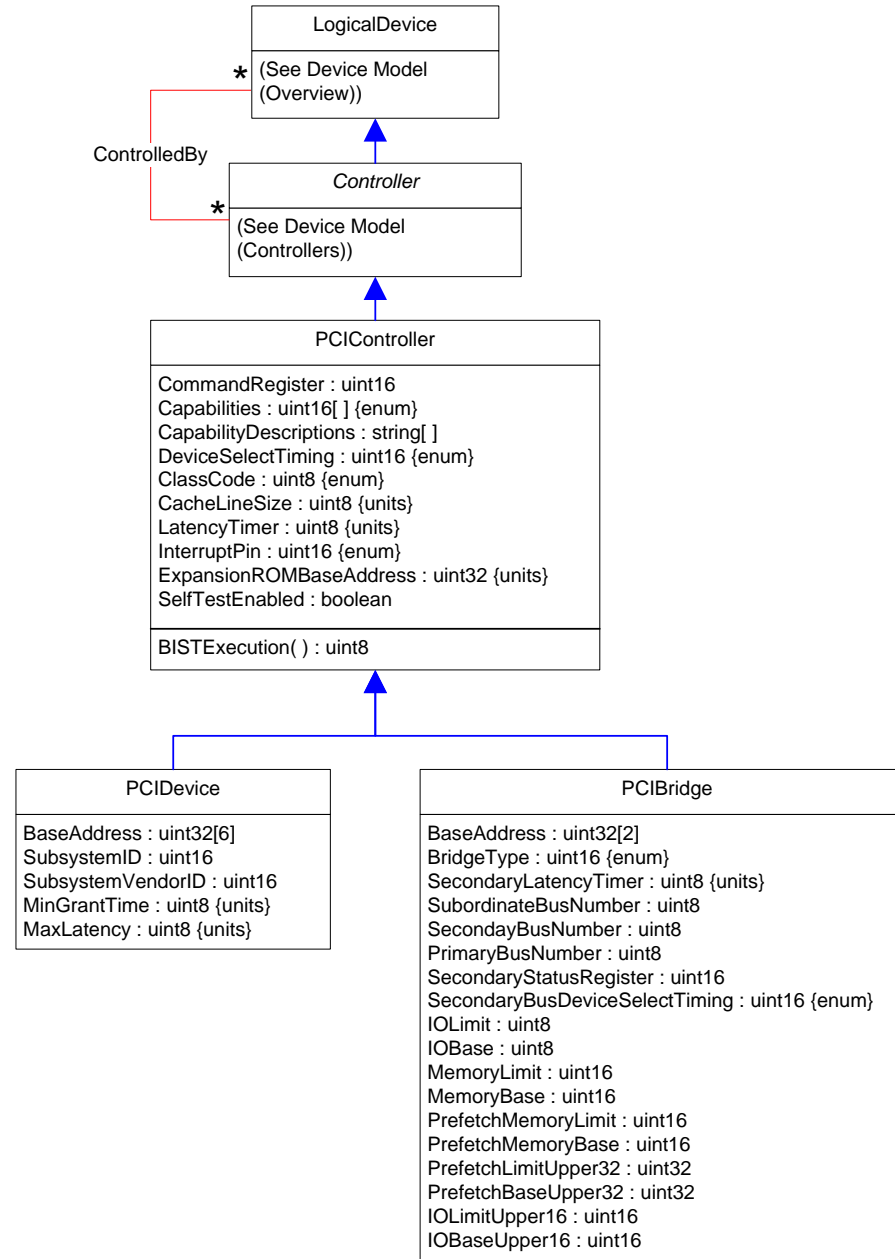 LogicalDevice
(See Device Model
(Overview))
*
ControlledBy
*
Controller
(See Device Model
(Controllers))
PCIController
CommandRegister : uint16
Capabilities : uint16[ ] {enum}
CapabilityDescriptions : string[ ]
DeviceSelectTiming : uint16 {enum}
ClassCode : uint8 {enum}
CacheLineSize : uint8 {units}
LatencyTimer : uint8 {units}
InterruptPin : uint16 {enum}
ExpansionROMBaseAddress : uint32 {units}
SelfTestEnabled : boolean
BISTExecution( ) : uint8
PCIDevice
BaseAddress : uint32[6]
SubsystemID : uint16
SubsystemVendorID : uint16
MinGrantTime : uint8 {units}
MaxLatency : uint8 {units}
PCIBridge
BaseAddress : uint32[2]
BridgeType : uint16 {enum}
SecondaryLatencyTimer : uint8 {units}
SubordinateBusNumber : uint8
SecondayBusNumber : uint8
PrimaryBusNumber : uint8
SecondaryStatusRegister : uint16
SecondaryBusDeviceSelectTiming : uint16 {enum}
IOLimit : uint8
IOBase : uint8
MemoryLimit : uint16
MemoryBase : uint16
PrefetchMemoryLimit : uint16
PrefetchMemoryBase : uint16
PrefetchLimitUpper32 : uint32
PrefetchBaseUpper32 : uint32
IOLimitUpper16 : uint16
IOBaseUpper16 : uint16